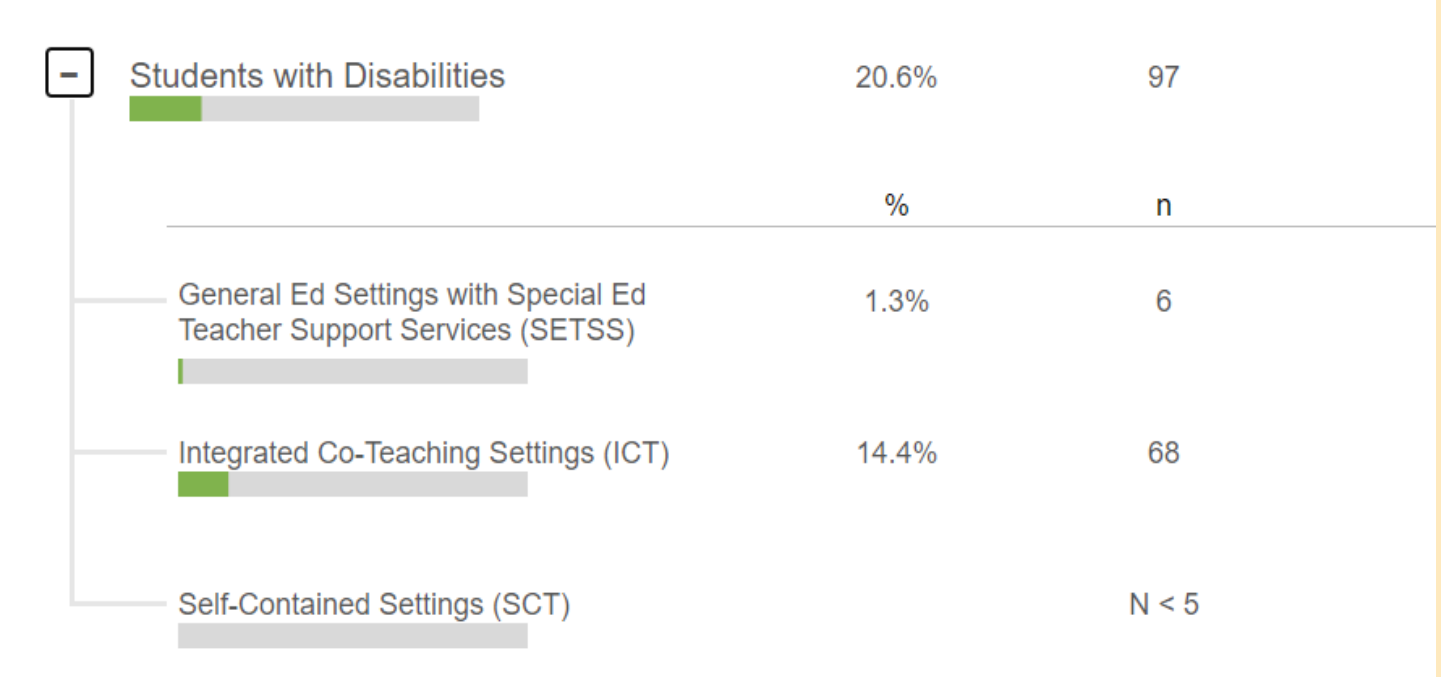 Students with Disabilities 20.6% 97
% n
General Ed Settings with Special Ed
Teacher Support Services (SETSS) 1.3% 6
Integrated Co-Teaching Settings (ICT) 14.4% 68
Self-Contained Settings (SCT) N < 5